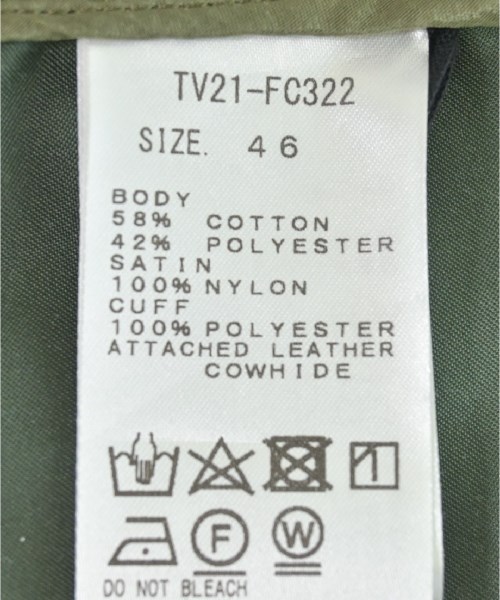 TV21-FC322
SIZE. 46
BODY
58% COTTON
42% POLYESTER
SATIN
100% NYLON
CUFF
100% POLYESTER
ATTACHED LEATHER
COWHIDE
F W
DO NOT BLEACH